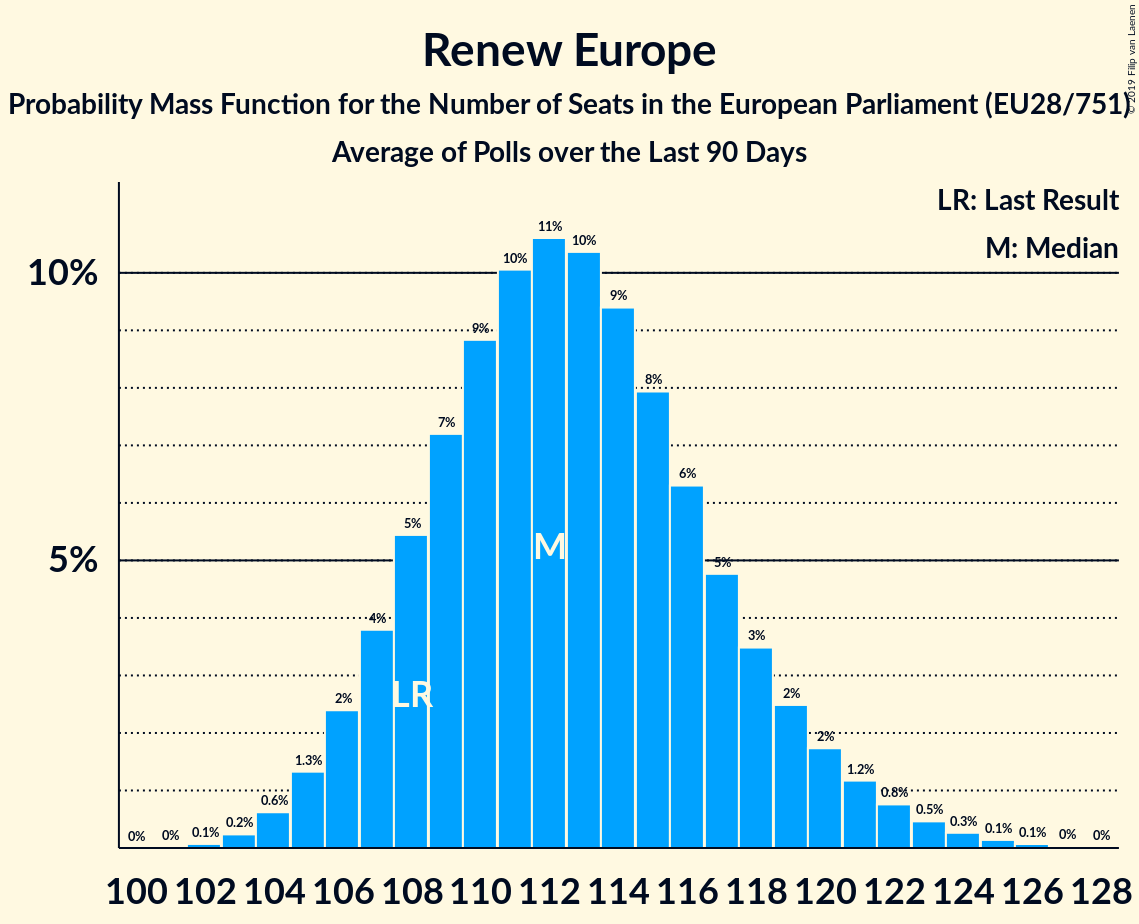 Renew Europe
Probability Mass Function for the Number of Seats in the European Parliament (EU28/751)
Average of Polls over the Last 90 Days
© 2019 Filip van Laenen
LR: Last Result
M: Median
10%
5%
0% 0% 0.1% 0.2% 0.6% 1.3% 2% 4% 5% 7% 9% 10% 11% 10% 9% 8% 6% 5% 3% 2% 2% 1.2% 0.8% 0.5% 0.3% 0.1% 0.1% 0% 0%
M
LR
100 102 104 106 108 110 112 114 116 118 120 122 124 126 128